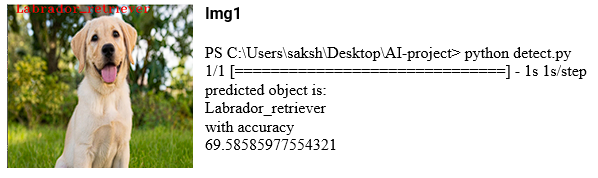 Labrador_retriever
Img1
PS C:\Users\saksh\Desktop\AI-project> python detect.py
1/1 [==============================] - 1s 1s/step
predicted object is:
Labrador_retriever
with accuracy
69.58585977554321